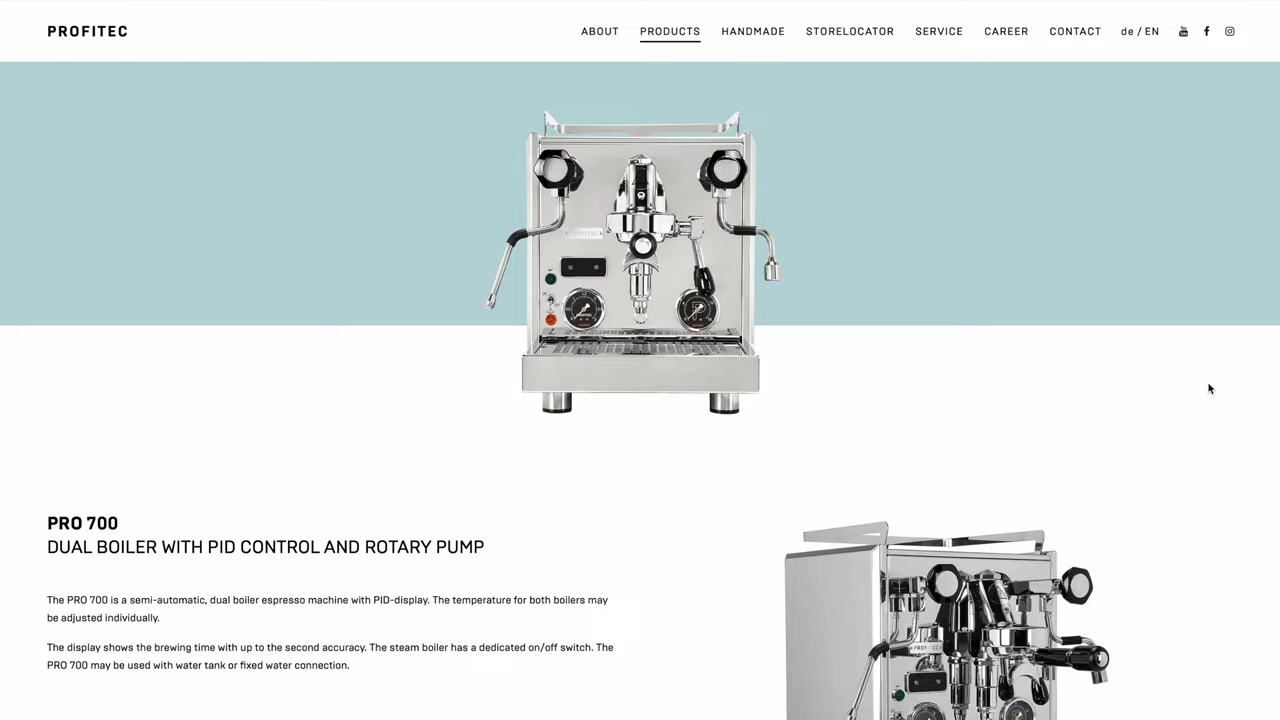 PROFITEC
ABOUT PRODUCTS HANDMADE STORELOCATOR SERVICE CAREER CONTACT de / EN
PRO 700
DUAL BOILER WITH PID CONTROL AND ROTARY PUMP
The PRO 700 is a semi-automatic, dual boiler espresso machine with PID-display. The temperature for both boilers may
be adjusted individually.
The display shows the brewing time with up to the second accuracy. The steam boiler has a dedicated on/off switch. The
PRO 700 may be used with water tank or fixed water connection.
PROFITEC